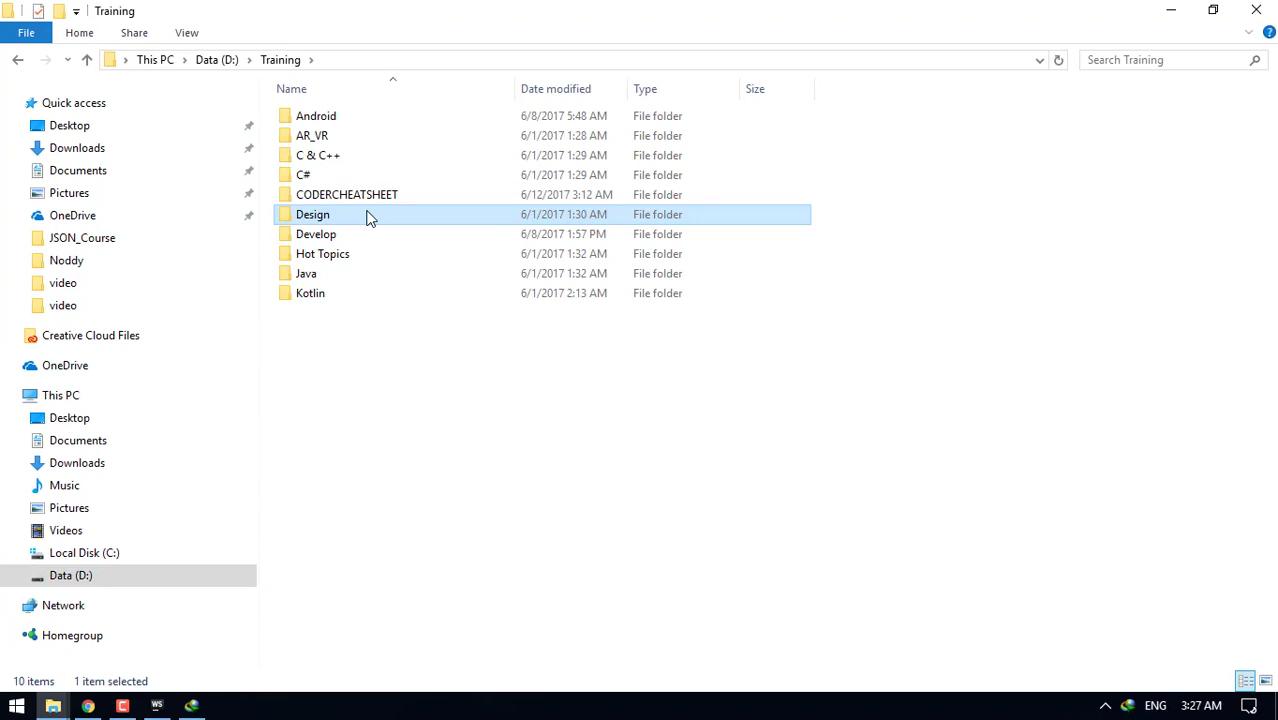 Training
File Home Share View
This PC Data (D:) Training Search Training
Name Date modified Type Size
Quick access
Desktop
Downloads
Documents
Pictures
OneDrive
JSON_Course
Noddy
video
video
Creative Cloud Files
OneDrive
This PC
Desktop
Documents
Downloads
Music
Pictures
Videos
Local Disk (C:)
Data (D:)
Network
Homegroup
Android 6/8/2017 5:48 AM File folder
AR_VR 6/1/2017 1:28 AM File folder
C & C++ 6/1/2017 1:29 AM File folder
C# 6/1/2017 1:29 AM File folder
CODERCHEATSHEET 6/12/2017 3:12 AM File folder
Design 6/1/2017 1:30 AM File folder
Develop 6/8/2017 1:57 PM File folder
Hot Topics 6/1/2017 1:32 AM File folder
Java 6/1/2017 1:32 AM File folder
Kotlin 6/1/2017 2:13 AM File folder
10 items 1 item selected
WS ENG 3:27 AM